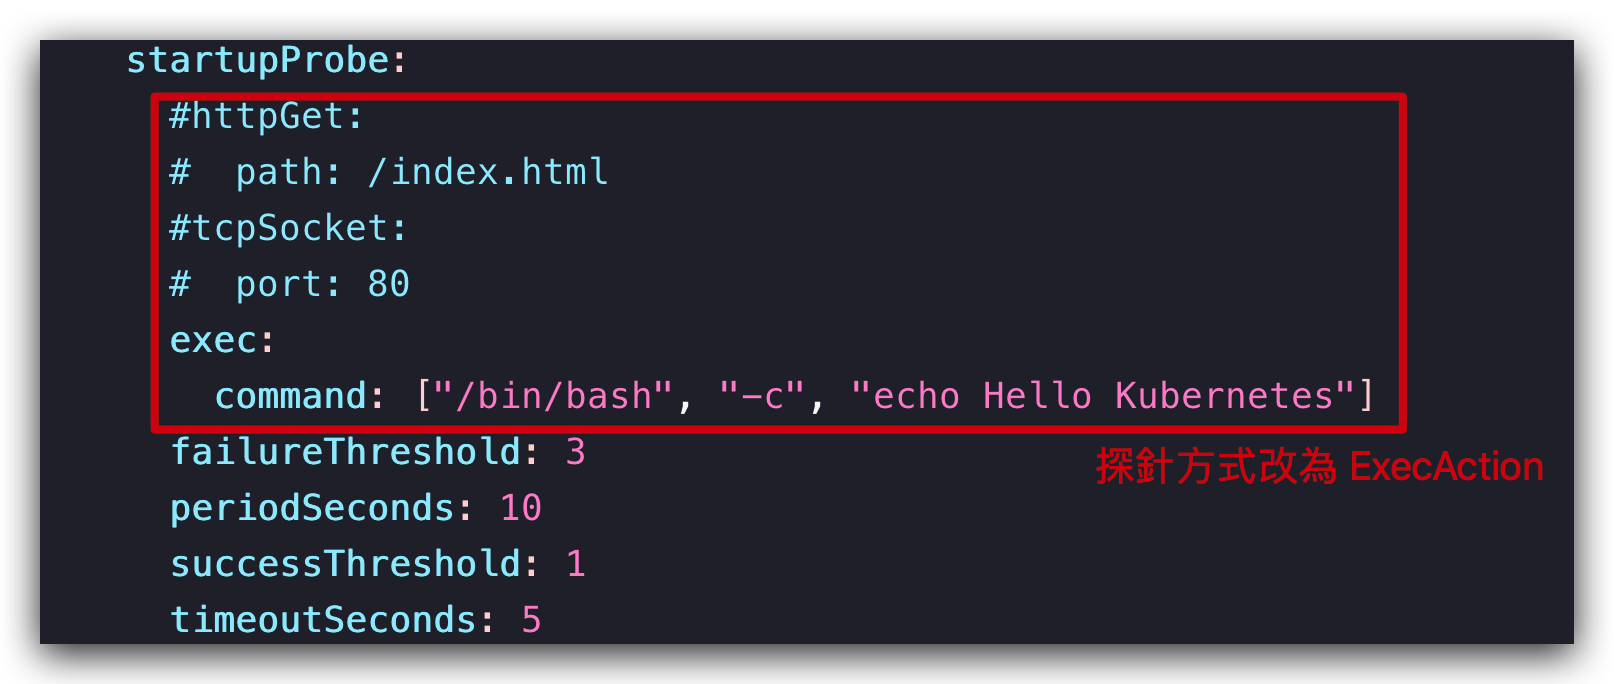 startupProbe:
#httpGet:
#  path: /index.html
#tcpSocket:
#  port: 80
exec:
command: ["/bin/bash", "-c", "echo Hello Kubernetes"]
failureThreshold: 3
探針方式改為 ExecAction
periodSeconds: 10
successThreshold: 1
timeoutSeconds: 5